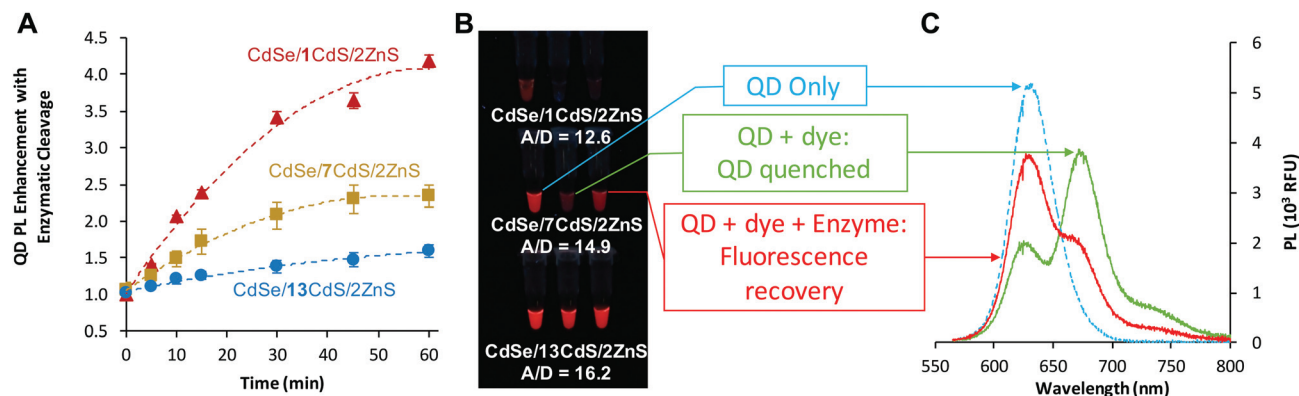 A
QD PL Enhancement with
Enzymatic Cleavage
4.5
4.0
3.5
3.0
2.5
2.0
1.5
1.0
0.5
CdSe/1CdS/2ZnS
CdSe/7CdS/2ZnS
CdSe/13CdS/2ZnS
0
10
20
30
40
50
60
Time (min)
B
CdSe/1CdS/2ZnS
A/D = 12.6
CdSe/7CdS/2ZnS
A/D = 14.9
CdSe/13CdS/2ZnS
A/D = 16.2
QD Only
QD + dye:
QD quenched
QD + dye + Enzyme:
Fluorescence
recovery
C
6
5
4
3
2
1
0
PL (10³ RFU)
550
600
650
700
750
800
Wavelength (nm)